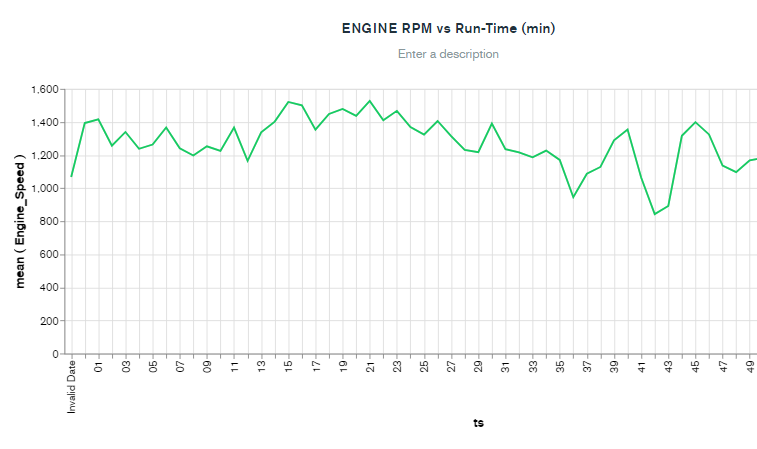 ENGINE RPM vs Run-Time (min)
Enter a description
1,600
1,400
1,200
1,000
800
600
400
200
0
mean ( Engine_Speed )
Invalid Date 01 03 05 07 09 11 13 15 17 19 21 23 25 27 29 31 33 35 37 39 41 43 45 47 49
ts